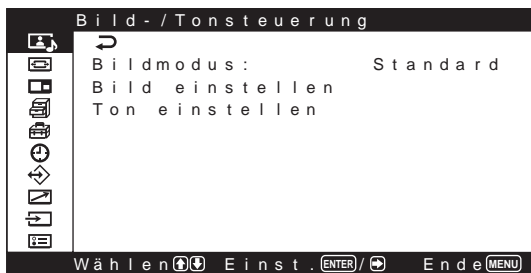 Bild-/Tonsteuerung
Bildmodus: Standard
Bild einstellen
Ton einstellen
Wählen Einst. ENTER / Ende MENU